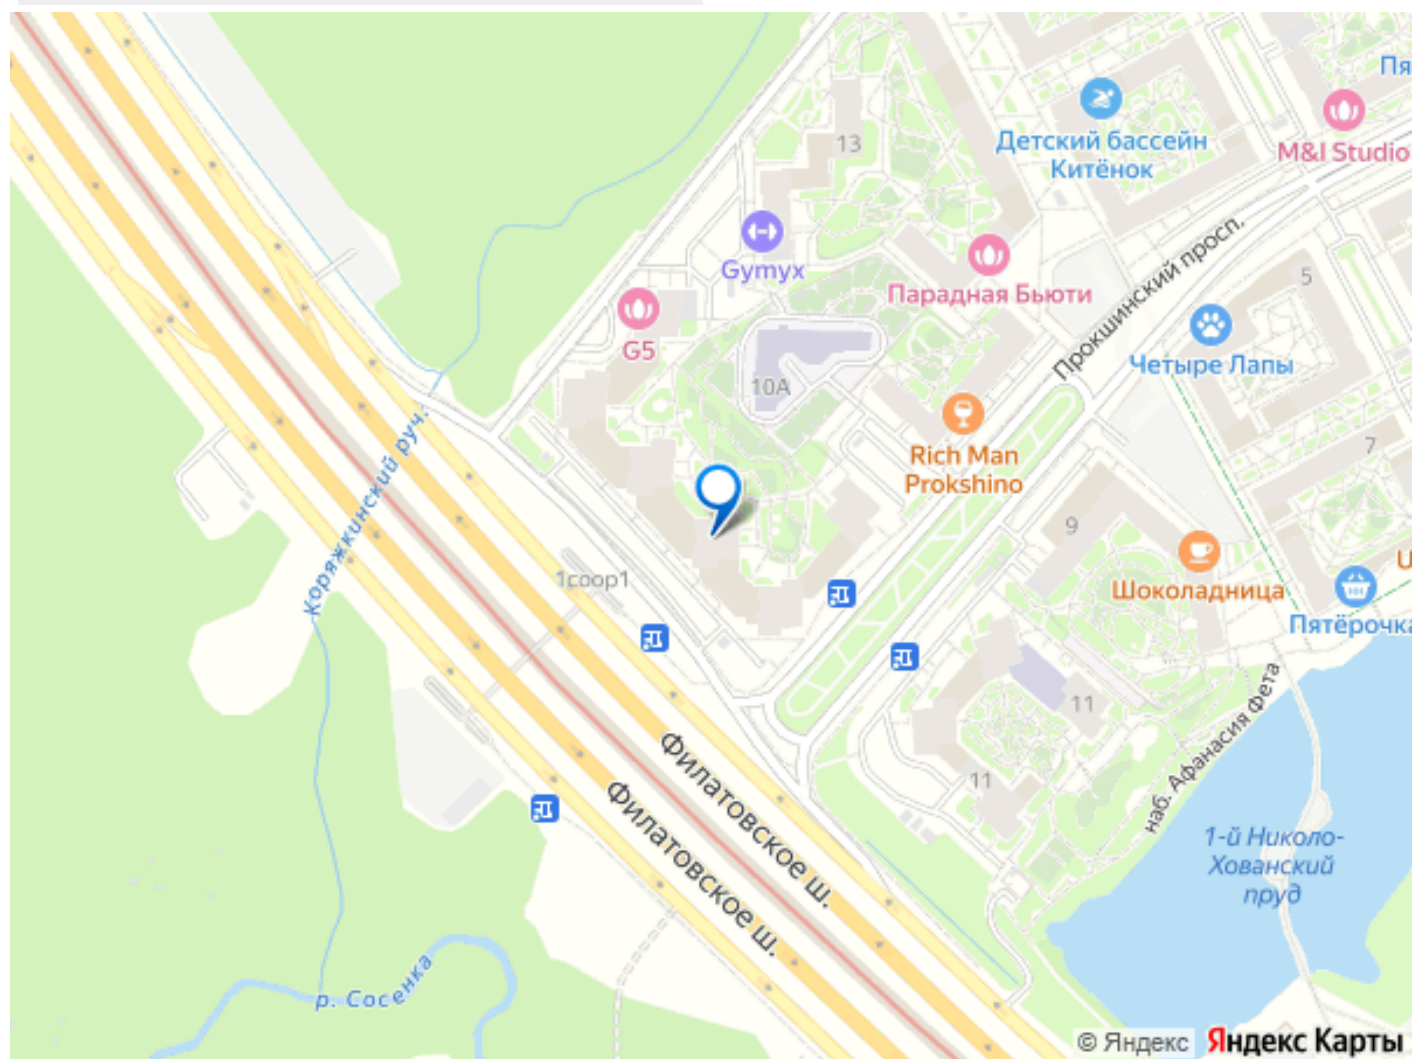 Пя
M&I Studio
Детский бассейн
Китёнок
13
Gymyx
Парадная Бьюти
Прокшинский просп.
5
G5
Четыре Лапы
10А
Rich Man
Prokshino
7
9
Коряжкинский руч.
1соор1
Шоколадница
U
Пятёрочка
11
11
наб. Афанасия Фета
Филатовское ш.
Филатовское ш.
1-й Николо-
Хованский
пруд
р. Сосенка
© Яндекс
Яндекс Карты